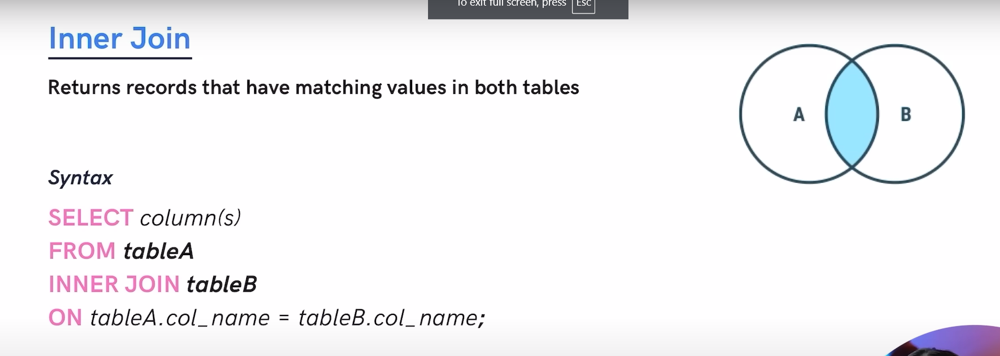 To exit full screen, press Esc
Inner Join
Returns records that have matching values in both tables
A B
Syntax
SELECT column(s)
FROM tableA
INNER JOIN tableB
ON tableA.col_name = tableB.col_name;